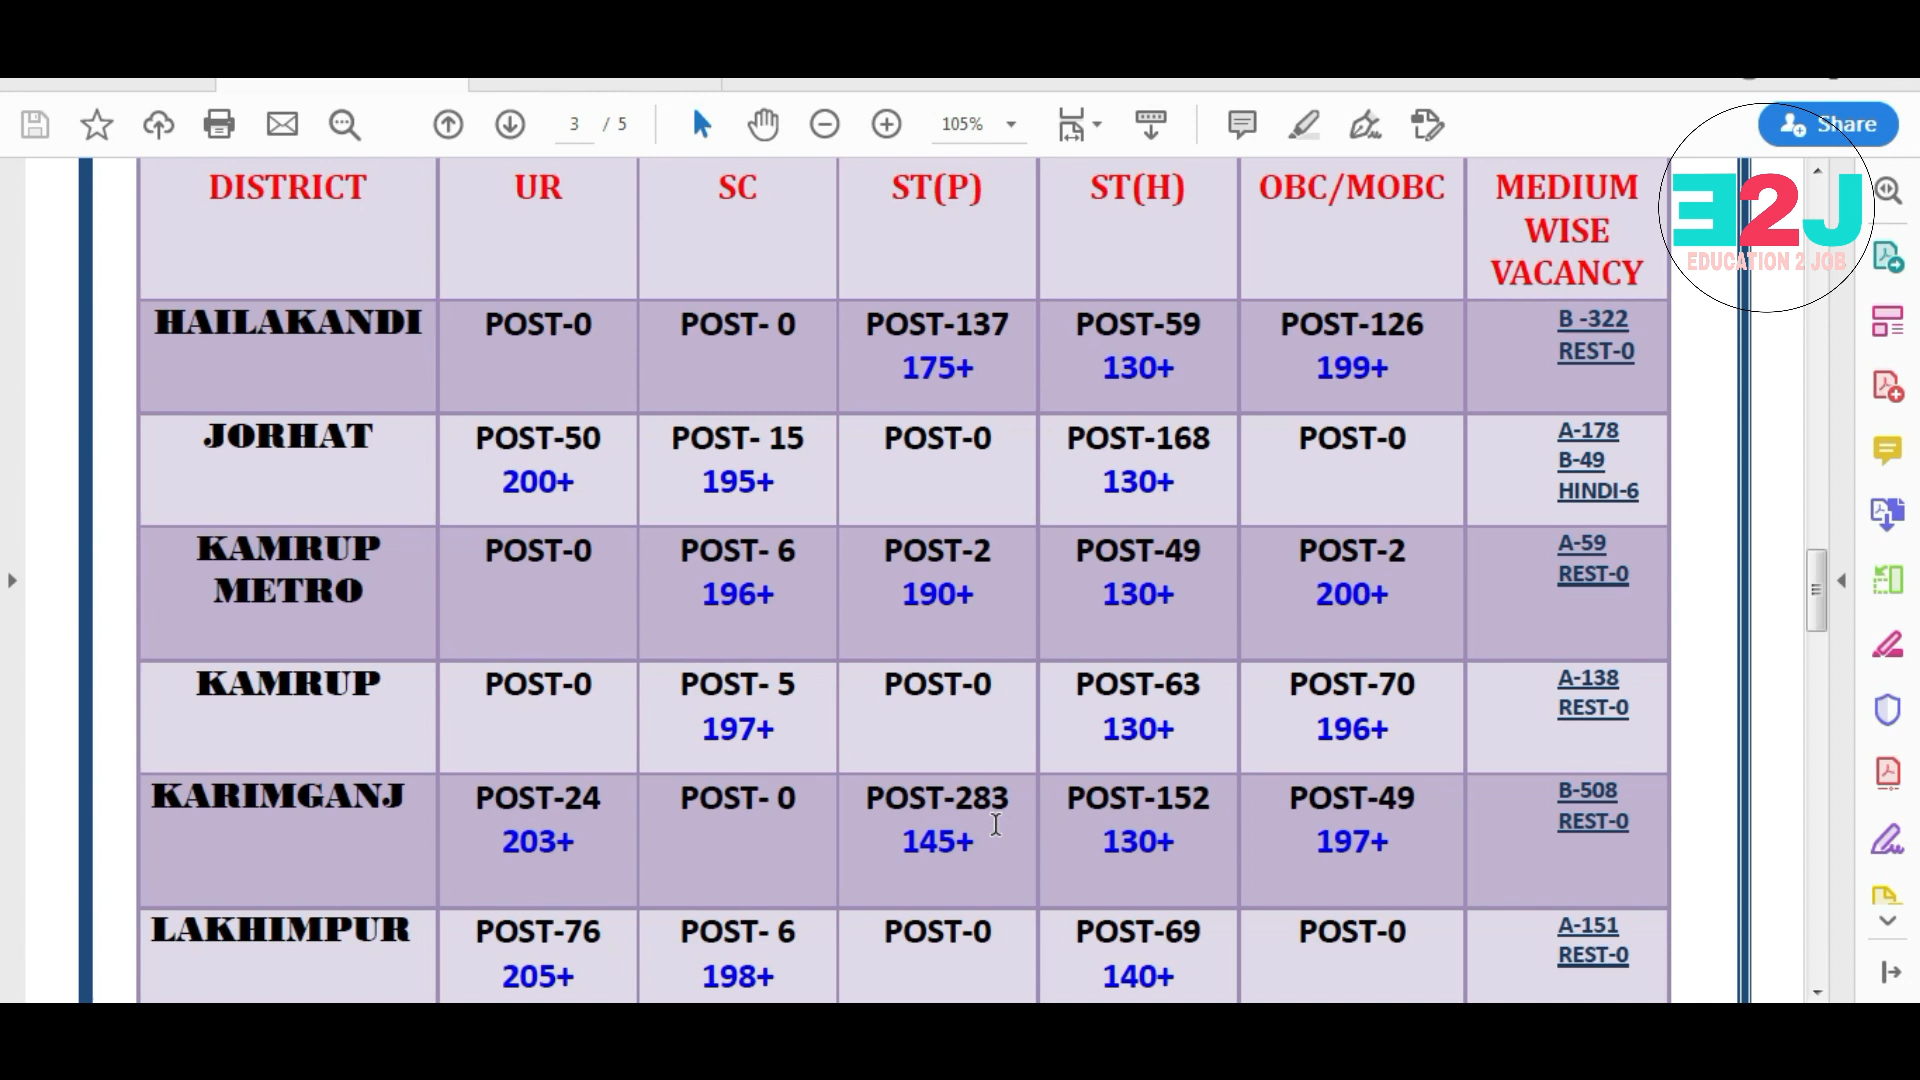 3 / 5
105%
Share
E2J
EDUCATION 2 JOB
DISTRICT UR SC ST(P) ST(H) OBC/MOBC MEDIUM
WISE
VACANCY
HAILAKANDI POST-0 POST- 0 POST-137 POST-59 POST-126 B -322
175+ 130+ 199+ REST-0
JORHAT POST-50 POST- 15 POST-0 POST-168 POST-0 A-178
200+ 195+ 130+ B-49
HINDI-6
KAMRUP POST-0 POST- 6 POST-2 POST-49 POST-2 A-59
METRO 196+ 190+ 130+ 200+ REST-0
KAMRUP POST-0 POST- 5 POST-0 POST-63 POST-70 A-138
197+ 130+ 196+ REST-0
KARIMGANJ POST-24 POST- 0 POST-283 POST-152 POST-49 B-508
203+ 145+ 130+ 197+ REST-0
LAKHIMPUR POST-76 POST- 6 POST-0 POST-69 POST-0 A-151
205+ 198+ 140+ REST-0